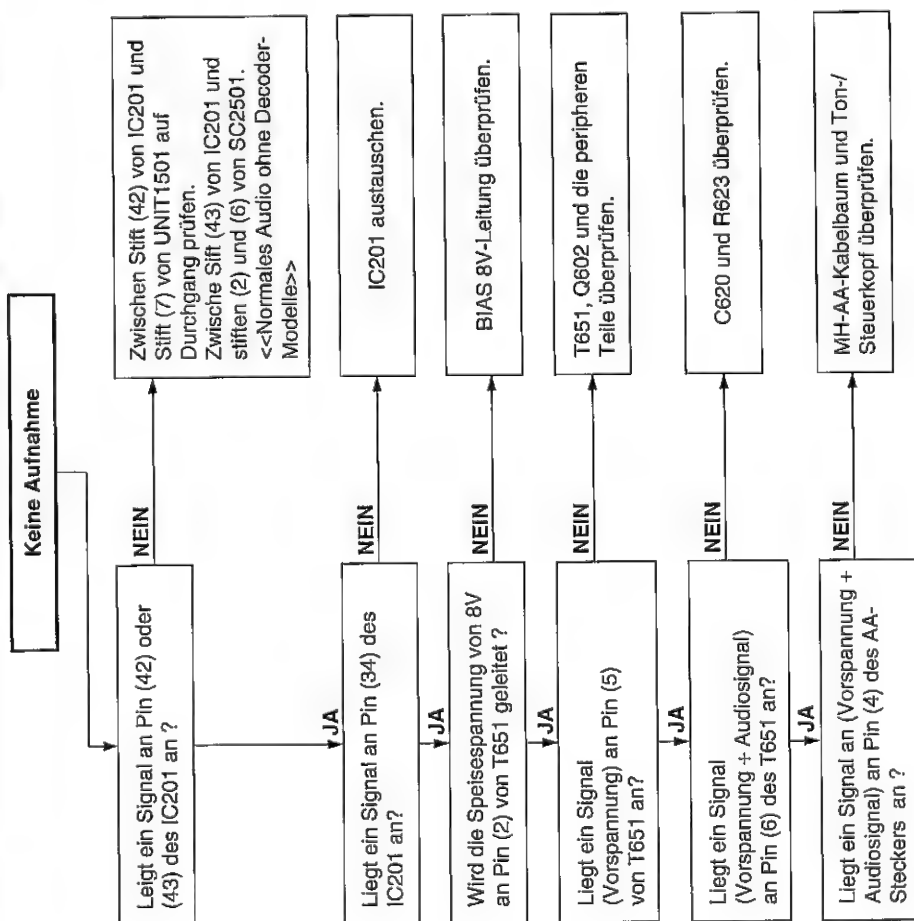 Keine Aufnahme
Leigt ein Signal an Pin (42) oder
(43) des IC201 an ?
NEIN
Zwischen Stift (42) von IC201 und
Stift (7) von UNIT1501 auf
Durchgang prüfen.
Zwische Sift (43) von IC201 und
stiften (2) und (6) von SC2501.
<<Normales Audio ohne Decoder-
Modelle>>
JA
Liegt ein Signal an Pin (34) des
IC201 an?
NEIN
IC201 austauschen.
JA
Wird die Speisespannung von 8V
an Pin (2) von T651 geleitet ?
NEIN
BIAS 8V-Leitung überprüfen.
JA
Liegt ein Signal
(Vorspannung) an Pin (5)
von T651 an?
NEIN
T651, Q602 und die peripheren
Teile überprüfen.
JA
Liegt ein Signal
(Vorspannung + Audiosignal)
an Pin (6) des T651 an?
NEIN
C620 und R623 überprüfen.
JA
Liegt ein Signal an (Vorspannung +
Audiosignal) an Pin (4) des AA-
Steckers an ?
NEIN
MH-AA-Kabelbaum und Ton-/
Steuerkopf überprüfen.